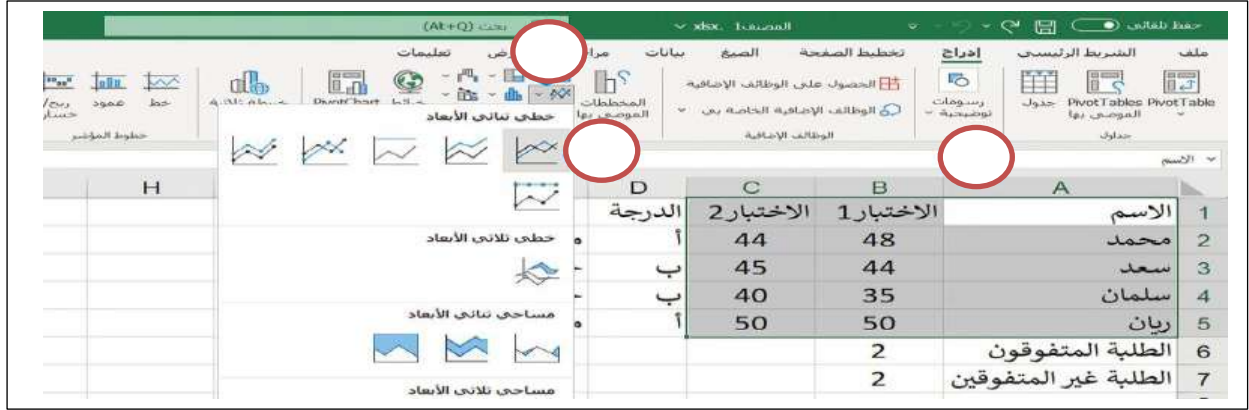 حفظ تلقائي المصنف1 .xlsx بحث (Alt+Q)
ملف الشريط الرئيسي إدراج تخطيط الصفحة الصيغ بيانات تعليمات
PivotTable PivotTables الموصى بها جدول
رسومات توضيحية
الحصول على الوظائف الإضافية
الوظائف الإضافية الخاصة بي
المخططات الموصى بها
خرائط PivotChart
خط عمود ربح/خسارة
جداول الوظائف الإضافية خطوط المؤشر
الاسم
خطي ثنائي الأبعاد
خطي ثلاثي الأبعاد
مساحي ثنائي الأبعاد
مساحي ثلاثي الأبعاد
A B C D H
1 الاسم الاختبار1 الاختبار2 الدرجة
2 محمد 48 44 أ
3 سعد 44 45 ب
4 سلمان 35 40 ب
5 ريان 50 50 أ
6 الطلبة المتفوقون 2
7 الطلبة غير المتفوقين 2